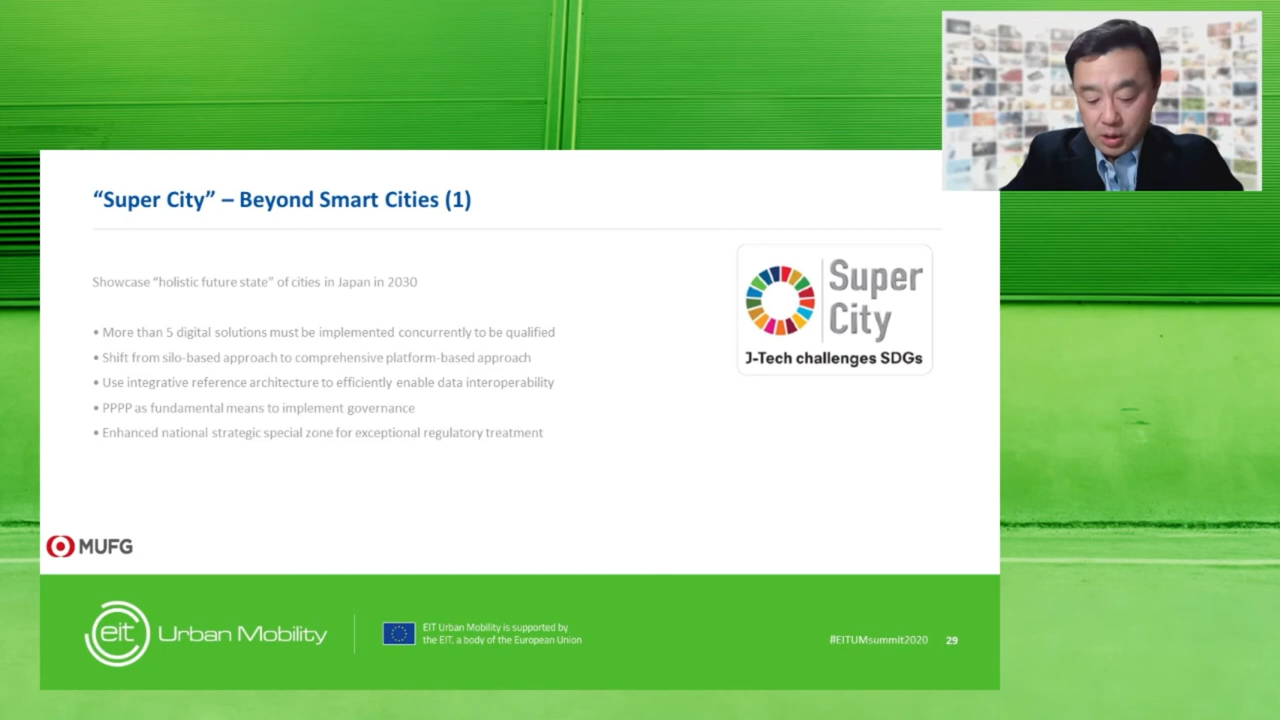 “Super City” – Beyond Smart Cities (1)
Showcase “holistic future state” of cities in Japan in 2030
• More than 5 digital solutions must be implemented concurrently to be qualified
• Shift from silo-based approach to comprehensive platform-based approach
• Use integrative reference architecture to efficiently enable data interoperability
• PPPP as fundamental means to implement governance
• Enhanced national strategic special zone for exceptional regulatory treatment
Super
City
J-Tech challenges SDGs
MUFG
eit Urban Mobility
EIT Urban Mobility is supported by
the EIT, a body of the European Union
#EITUMsummit2020 29